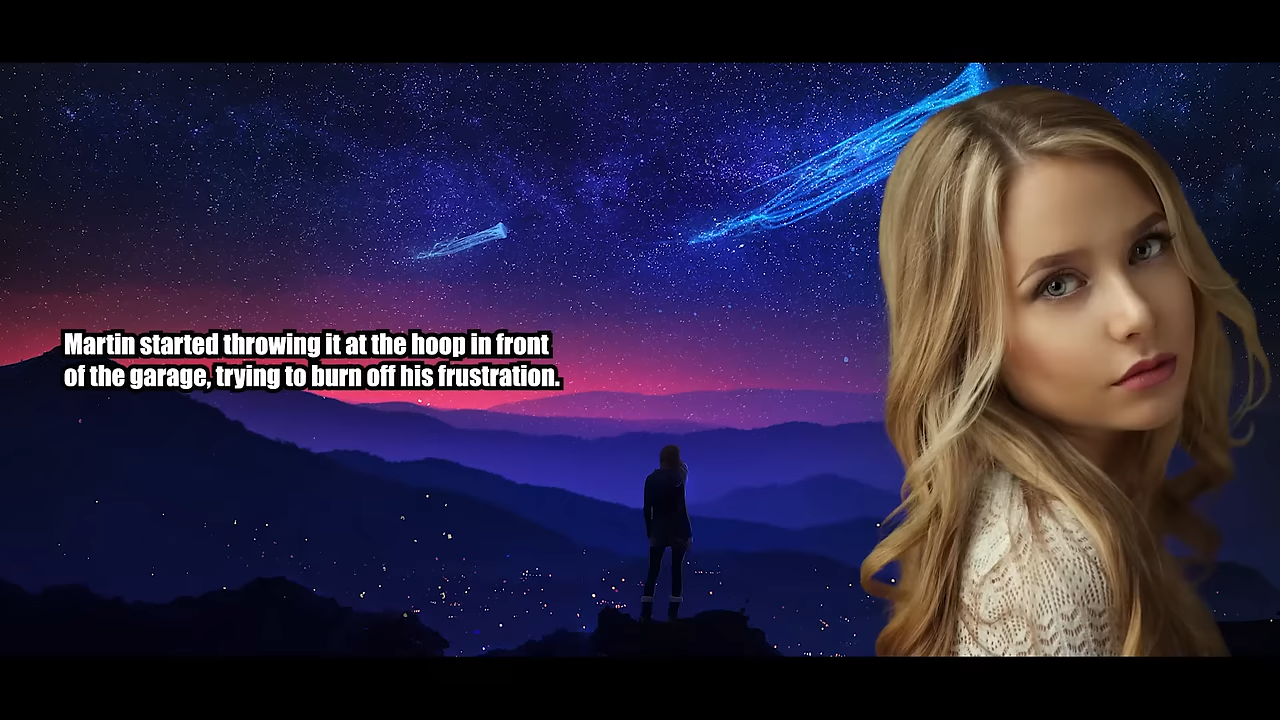 Martin started throwing it at the hoop in front
of the garage, trying to burn off his frustration.